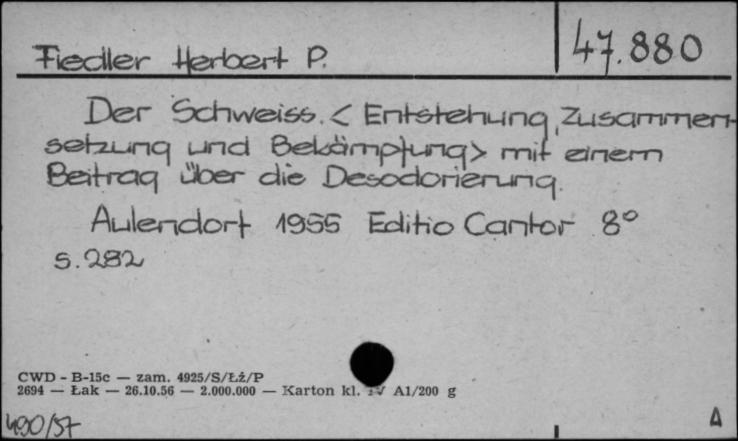 Fiedler Herbert P.
47.880
Der Schweiss. < Entstehung, Zusammen-
setzung und Bekämpfung> mit einem
Beitrag über die Desodorierung.
Aulendorf 1955 Editio Cantor 8°
s. 282
CWD - B-15c — zam. 4925/S/Łż/P
2694 — Łak — 26.10.56 — 2.000.000 — Karton kl. IV A1/200 g
490/57